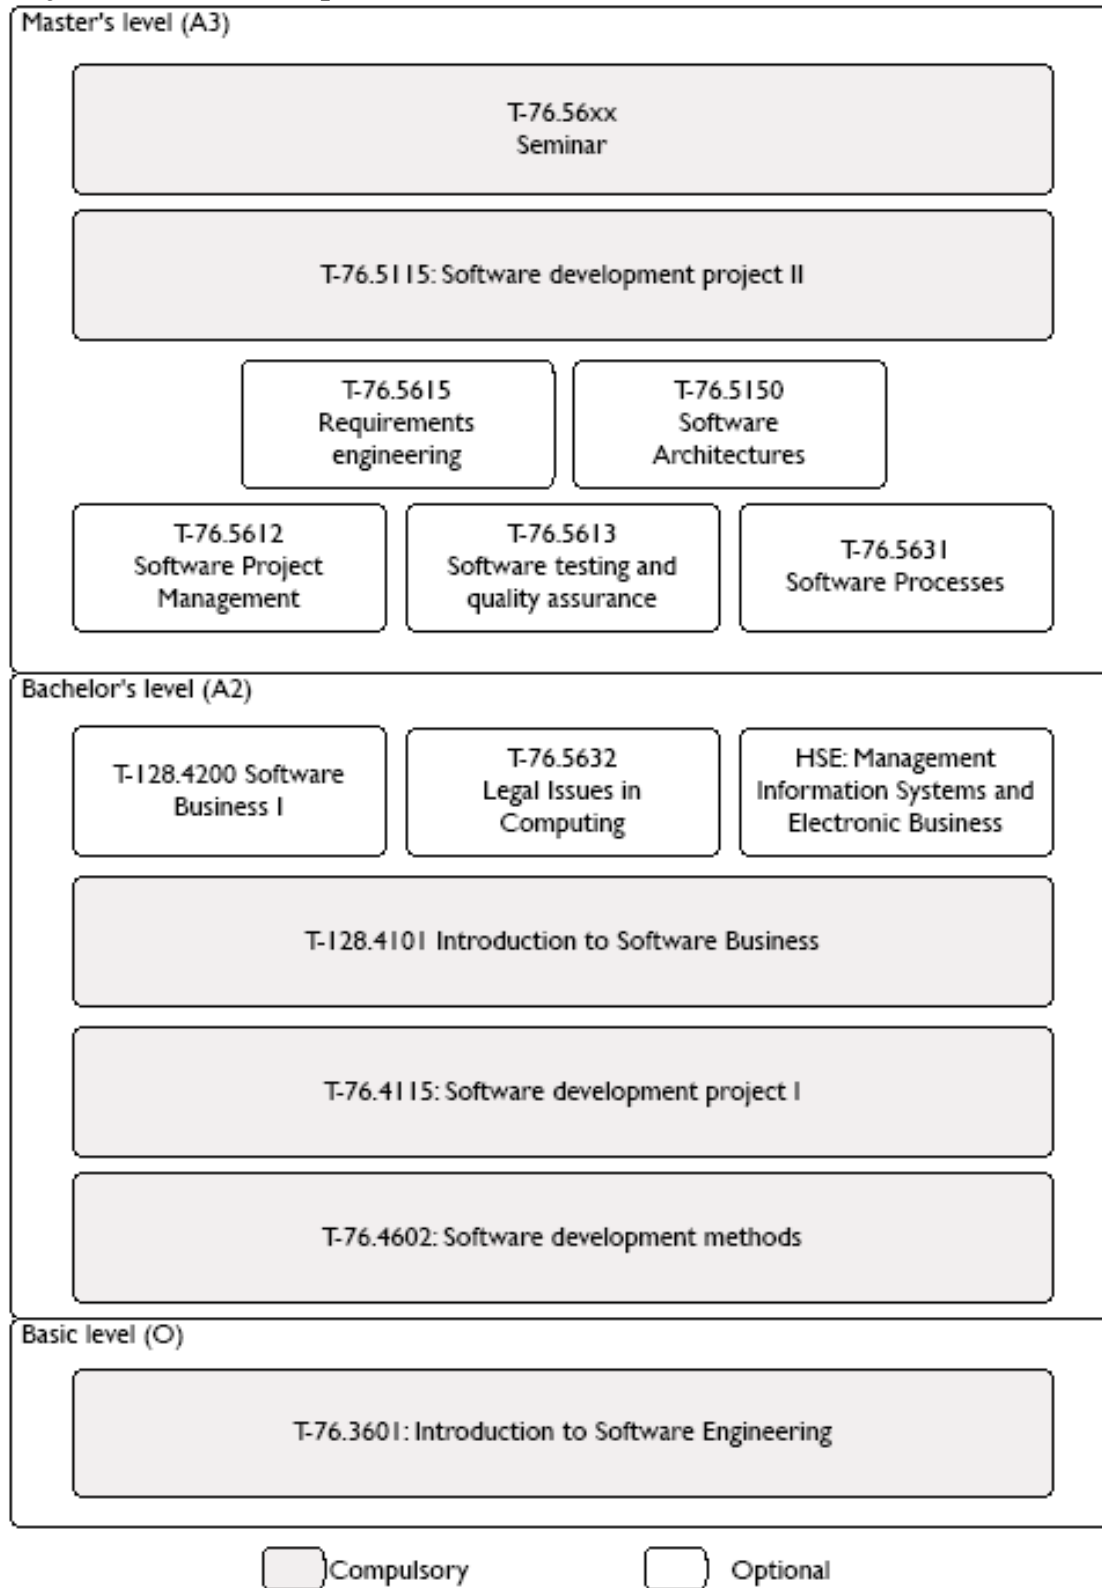 Master's level (A3)
T-76.56xx
Seminar
T-76.5115: Software development project II
T-76.5615
Requirements
engineering
T-76.5150
Software
Architectures
T-76.5612
Software Project
Management
T-76.5613
Software testing and
quality assurance
T-76.5631
Software Processes
Bachelor's level (A2)
T-128.4200 Software
Business I
T-76.5632
Legal Issues in
Computing
HSE: Management
Information Systems and
Electronic Business
T-128.4101 Introduction to Software Business
T-76.4115: Software development project I
T-76.4602: Software development methods
Basic level (O)
T-76.3601: Introduction to Software Engineering
Compulsory
Optional